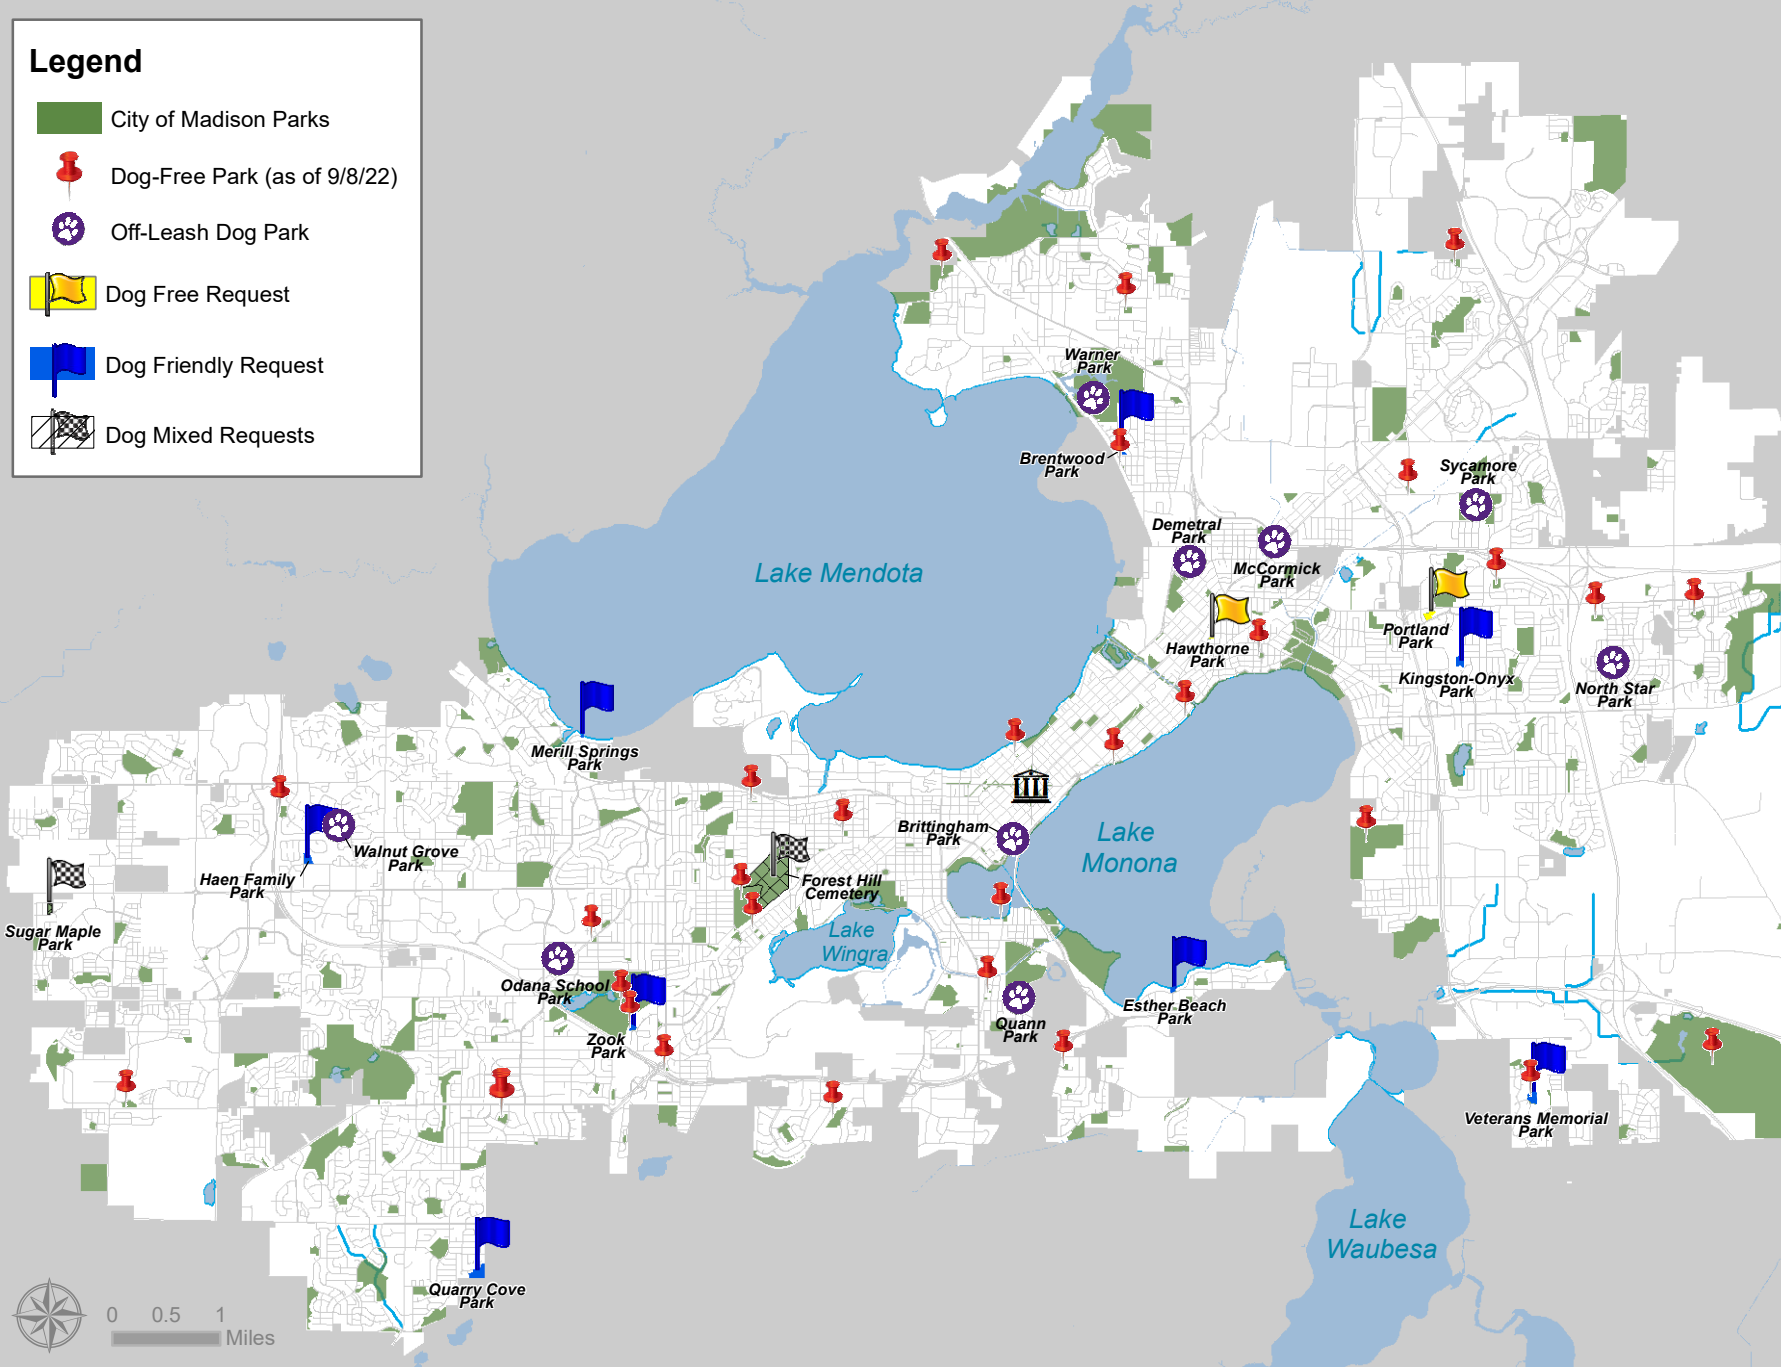 Legend
City of Madison Parks
Dog-Free Park (as of 9/8/22)
Off-Leash Dog Park
Dog Free Request
Dog Friendly Request
Dog Mixed Requests
Warner
Park
Brentwood
Park
Sycamore
Park
Demetral
Park
McCormick
Park
Lake Mendota
Portland
Park
Hawthorne
Park
Kingston-Onyx
Park
North Star
Park
Merill Springs
Park
Brittingham
Park
Lake
Monona
Walnut Grove
Park
Haen Family
Park
Forest Hill
Cemetery
Sugar Maple
Park
Lake
Wingra
Odana School
Park
Esther Beach
Park
Quann
Park
Zook
Park
Veterans Memorial
Park
Lake
Waubesa
Quarry Cove
Park
0 0.5 1
Miles